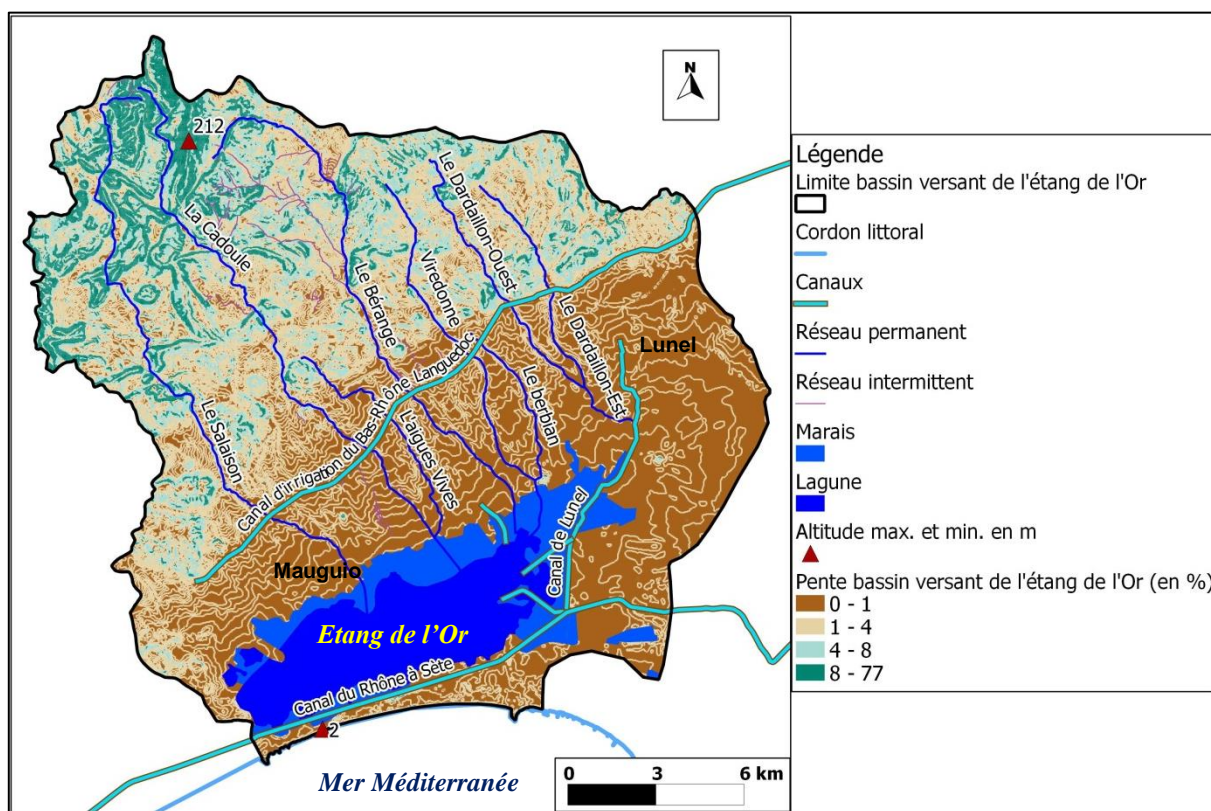 N
212
La Cadoule
Le Bérange
Viredonne
Le Dardaillon-Ouest
Le Dardaillon-Est
Lunel
Le Salaison
Canal d'irrigation du Bas-Rhône Languedoc
L'aigues Vives
Le berbian
Canal de Lunel
Mauguio
Etang de l'Or
Canal du Rhône à Sète
2
Mer Méditerranée
0 3 6 km
Légende
Limite bassin versant de l'étang de l'Or
Cordon littoral
Canaux
Réseau permanent
Réseau intermittent
Marais
Lagune
Altitude max. et min. en m
Pente bassin versant de l'étang de l'Or (en %)
0 - 1
1 - 4
4 - 8
8 - 77